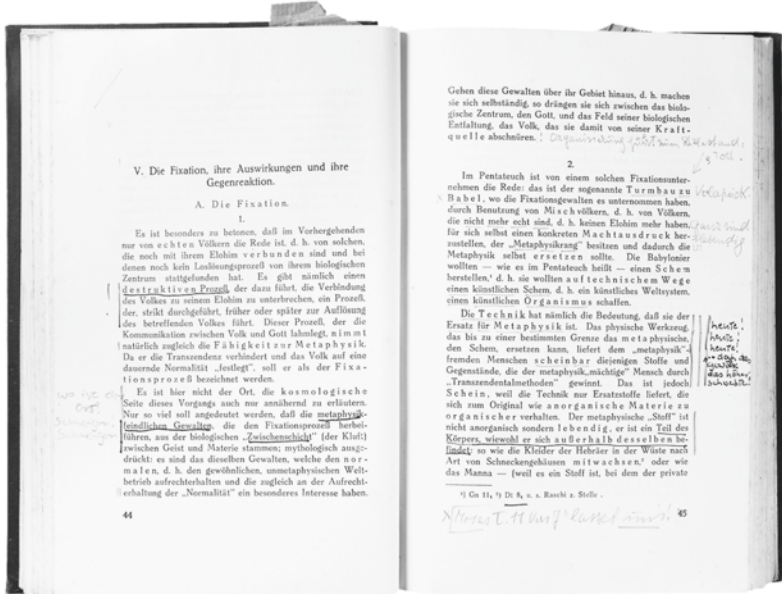 V. Die Fixation, ihre Auswirkungen und ihre
Gegenreaktion.
A. Die Fixation.
1.
Es ist besonders zu betonen, daß im Vorhergehenden
nur von echten Völkern die Rede ist, d. h. von solchen,
die noch mit ihrem Elohim verbunden sind und bei
denen noch kein Loslösungsprozeß von ihrem biologischen
Zentrum stattgefunden hat. Es gibt nämlich einen
destruktiven Prozeß, der dazu führt, die Verbindung
des Volkes zu seinem Elohim zu unterbrechen, ein Prozeß,
der, strikt durchgeführt, früher oder später zur Auflösung
des betreffenden Volkes führt. Dieser Prozeß, der die
Kommunikation zwischen Volk und Gott lahmlegt, nimmt
natürlich zugleich die Fähigkeit zur Metaphysik.
Da er die Transzendenz verhindert und das Volk auf eine
dauernde Normalität „festlegt", soll er als der Fixa-
tionsprozeß bezeichnet werden.
Es ist hier nicht der Ort, die kosmologische
Seite dieses Vorgangs auch nur annähernd zu erläutern.
Nur so viel soll angedeutet werden, daß die metaphysik-
feindlichen Gewalten, die den Fixationsprozeß herbei-
führen, aus der biologischen „Zwischenschicht" (der Kluft)
zwischen Geist und Materie stammen; mythologisch ausge-
drückt: es sind das dieselben Gewalten, welche den nor-
malen, d. h. den gewöhnlichen, unmetaphysischen Welt-
betrieb aufrechterhalten und die zugleich an der Aufrecht-
erhaltung der „Normalität" ein besonderes Interesse haben.
wo ist der
Ort
44
Gehen diese Gewalten über ihr Gebiet hinaus, d. h. machen
sie sich selbständig, so drängen sie sich zwischen das biolo-
gische Zentrum, den Gott, und das Feld seiner biologischen
Entfaltung, das Volk, das sie damit von seiner Kraft-
quelle abschnüren.
2.
Im Pentateuch ist von einem solchen Fixationsunter-
nehmen die Rede: das ist der sogenannte Turmbau zu
Babel, wo die Fixationsgewalten es unternommen haben,
durch Benutzung von Mischvölkern, d. h. von Völkern,
die nicht mehr echt sind, d. h. keinen Elohim mehr haben,
für sich selbst einen konkreten Machtausdruck her-
zustellen, der „Metaphysikrang" besitzen und dadurch die
Metaphysik selbst ersetzen sollte. Die Babylonier
wollten — wie es im Pentateuch heißt — einen Schem
herstellen,¹ d. h. sie wollten auf technischem Wege
einen künstlichen Schem, d. h. ein künstliches Weltsystem,
einen künstlichen Organismus schaffen.
Die Technik hat nämlich die Bedeutung, daß sie der
Ersatz für Metaphysik ist. Das physische Werkzeug,
das bis zu einer bestimmten Grenze das metaphysische,
den Schem, ersetzen kann, liefert dem „metaphysik"-
fremden Menschen scheinbar diejenigen Stoffe und
Gegenstände, die der metaphysik„mächtige" Mensch durch
„Transzendentalmethoden" gewinnt. Das ist jedoch
Schein, weil die Technik nur Ersatzstoffe liefert, die
sich zum Original wie anorganische Materie zu
organischer verhalten. Der metaphysische „Stoff" ist
nicht anorganisch sondern lebendig, er ist ein Teil des
Körpers, wiewohl er sich außerhalb desselben be-
findet: so wie die Kleider der Hebräer in der Wüste nach
Art von Schneckengehäusen mitwachsen,² oder wie
das Manna — (weil es ein Stoff ist, bei dem der private
Volapük
heute!
heute!
heute!
¹) Gn 11, ²) Dt 8, u. s. Raschi z. Stelle .
45